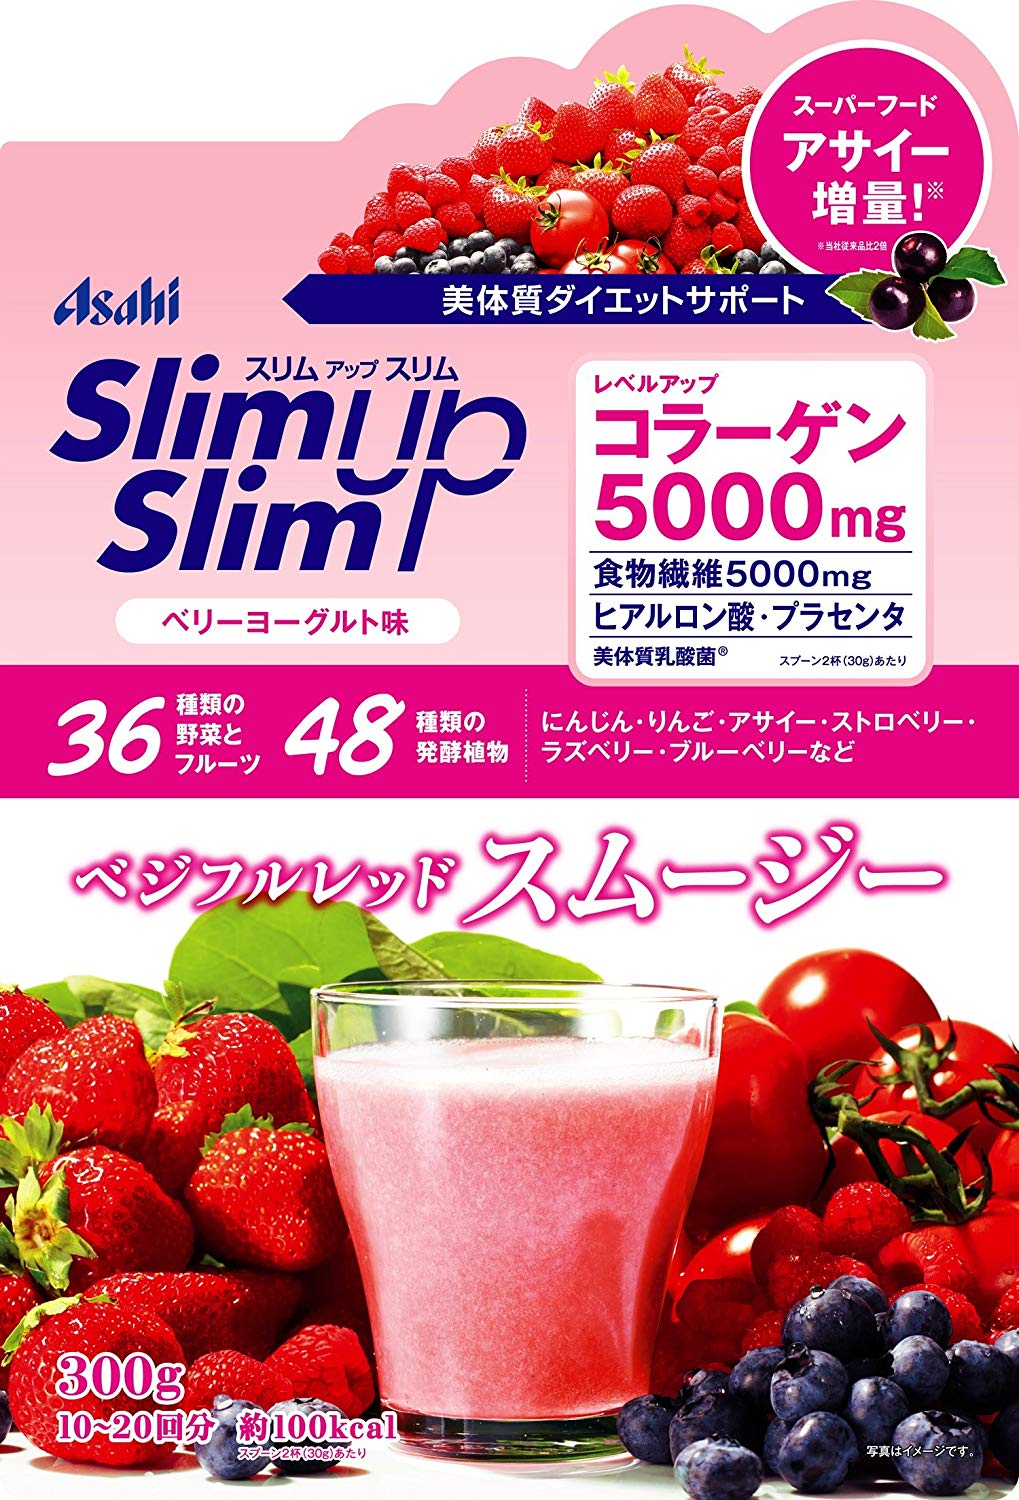 スーパーフード
アサイー
増量!※
※当社従来品比2倍
Asahi
美体質ダイエットサポート
スリム アップ スリム
Slim up
Slim
ベリーヨーグルト味
レベルアップ
コラーゲン
5000mg
食物繊維5000mg
ヒアルロン酸・プラセンタ
美体質乳酸菌®
スプーン2杯(30g)あたり
36 種類の
野菜と
フルーツ
48 種類の
発酵植物
にんじん・りんご・アサイー・ストロベリー・
ラズベリー・ブルーベリーなど
ベジフルレッド スムージー
300g
10~20回分 約100kcal
スプーン2杯(30g)あたり
写真はイメージです。